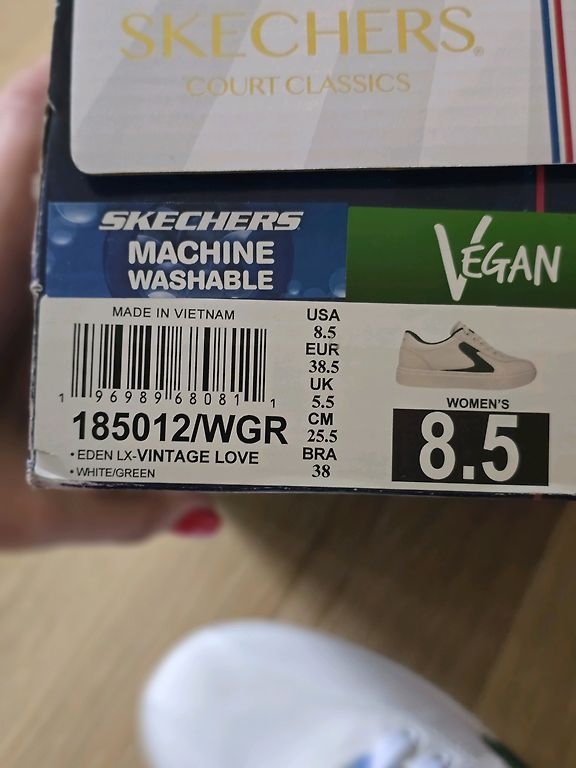 SKECHERS®
COURT CLASSICS
SKECHERS
MACHINE
WASHABLE
VEGAN
MADE IN VIETNAM
1 96989 68081 1
185012/WGR
• EDEN LX-VINTAGE LOVE
• WHITE/GREEN
USA
8.5
EUR
38.5
UK
5.5
CM
25.5
BRA
38
WOMEN'S
8.5